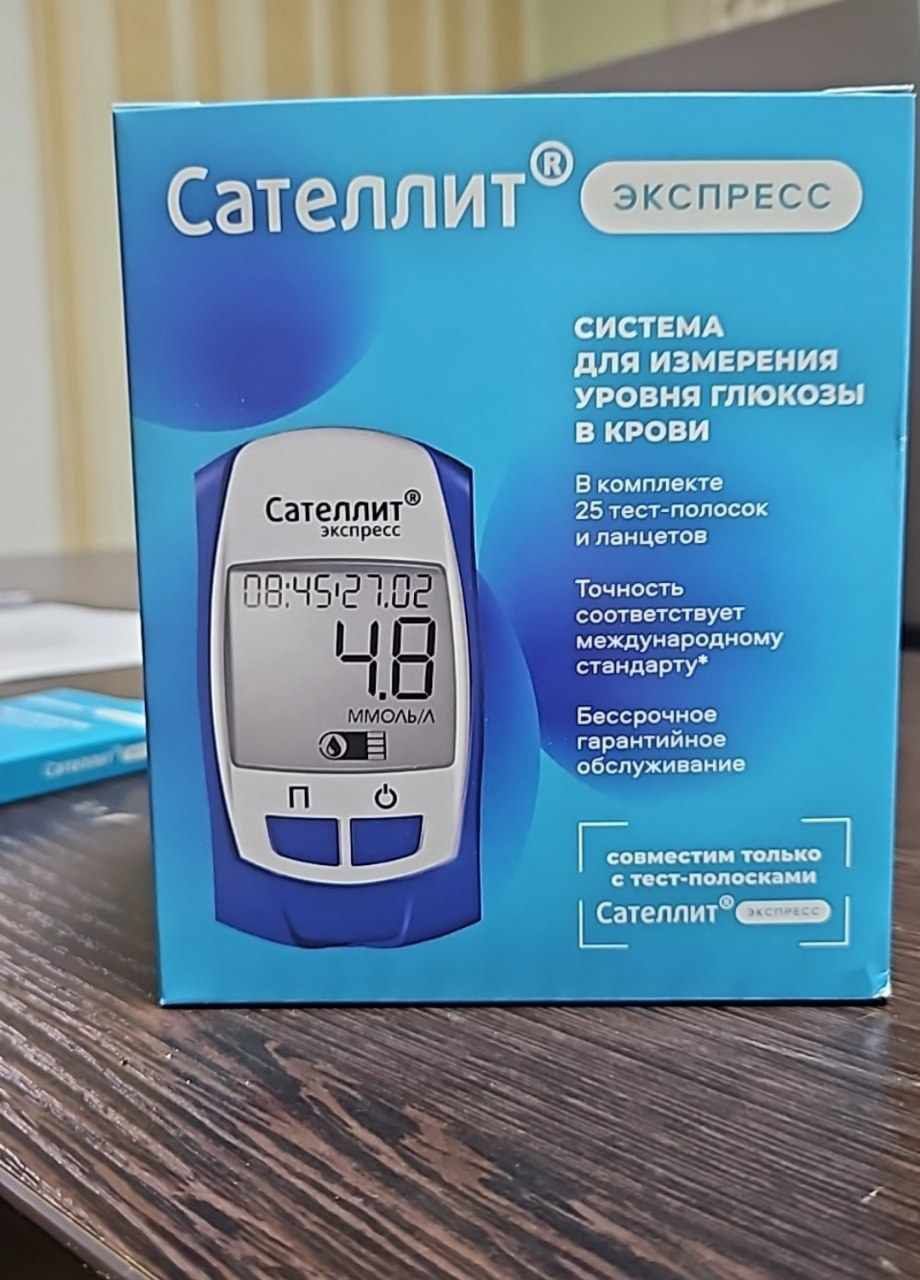 Сателлит® ЭКСПРЕСС
СИСТЕМА
ДЛЯ ИЗМЕРЕНИЯ
УРОВНЯ ГЛЮКОЗЫ
В КРОВИ
В комплекте
25 тест-полосок
и ланцетов
Точность
соответствует
международному
стандарту*
Бессрочное
гарантийное
обслуживание
совместим только
с тест-полосками
Сателлит® ЭКСПРЕСС
Сателлит®
экспресс
08:45 27.02
4.8
ММОЛЬ/Л
П
Сателлит®